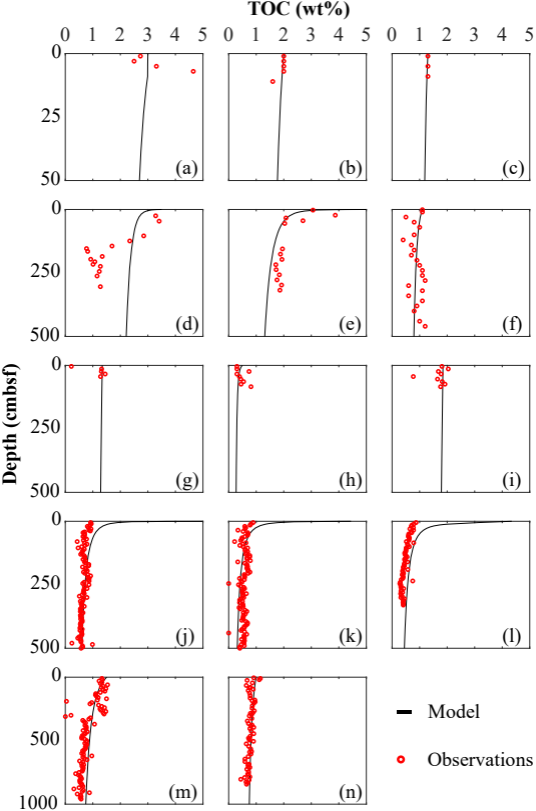 TOC (wt%)
0 1 2 3 4 5 0 1 2 3 4 5 0 1 2 3 4 5
0
25
50
(a) (b) (c)
0
250
500
(d) (e) (f)
Depth (cmbsf)
0
250
500
(g) (h) (i)
0
250
500
(j) (k) (l)
0
500
1000
(m) (n)
Model
Observations